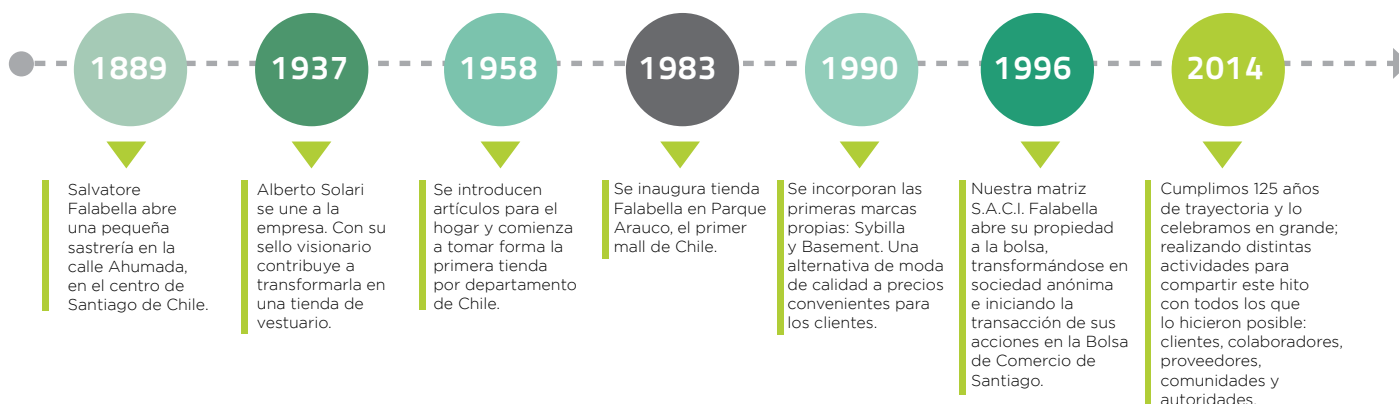 1889
Salvatore
Falabella abre
una pequeña
sastrería en la
calle Ahumada,
en el centro de
Santiago de Chile.
1937
Alberto Solari
se une a la
empresa. Con su
sello visionario
contribuye a
transformarla en
una tienda de
vestuario.
1958
Se introducen
artículos para el
hogar y comienza
a tomar forma la
primera tienda
por departamento
de Chile.
1983
Se inaugura tienda
Falabella en Parque
Arauco, el primer
mall de Chile.
1990
Se incorporan las
primeras marcas
propias: Sybilla
y Basement. Una
alternativa de moda
de calidad a precios
convenientes para
los clientes.
1996
Nuestra matriz
S.A.C.I. Falabella
abre su propiedad
a la bolsa,
transformándose en
sociedad anónima
e iniciando la
transacción de sus
acciones en la Bolsa
de Comercio de
Santiago.
2014
Cumplimos 125 años
de trayectoria y lo
celebramos en grande;
realizando distintas
actividades para
compartir este hito
con todos los que
lo hicieron posible:
clientes, colaboradores,
proveedores,
comunidades y
autoridades.